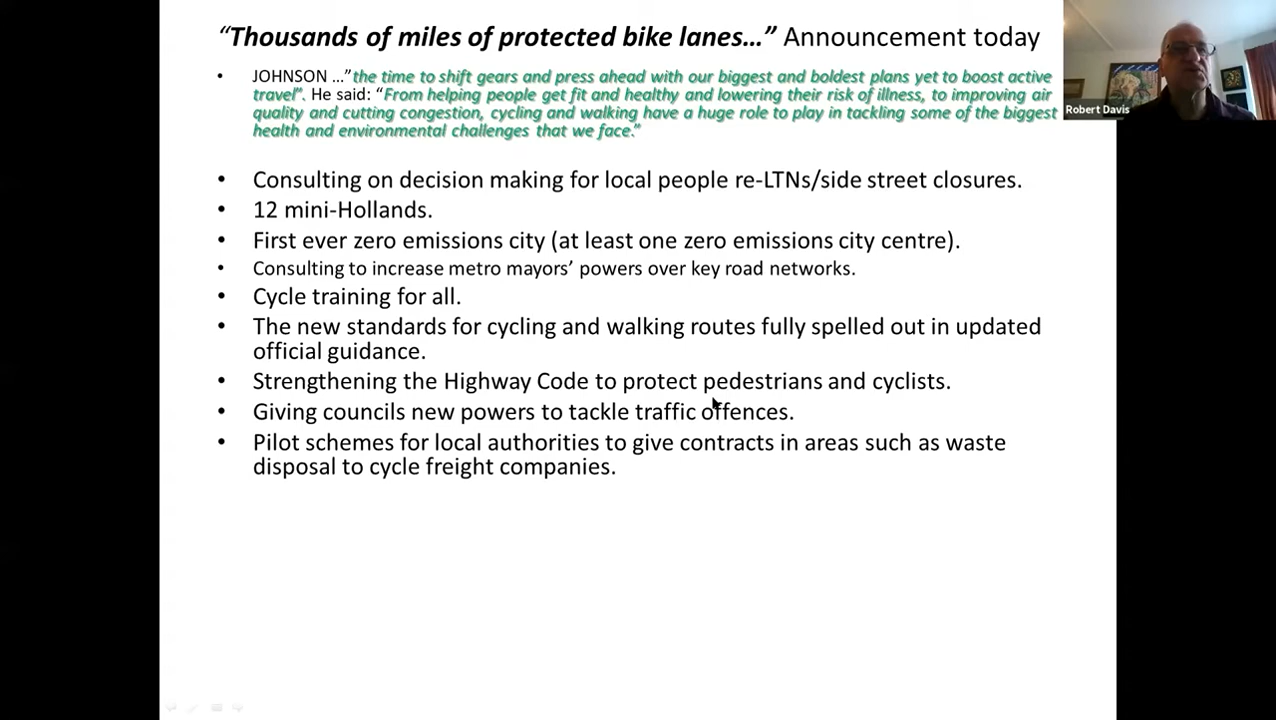 “Thousands of miles of protected bike lanes…” Announcement today
• JOHNSON …”the time to shift gears and press ahead with our biggest and boldest plans yet to boost active
travel”. He said: “From helping people get fit and healthy and lowering their risk of illness, to improving air
quality and cutting congestion, cycling and walking have a huge role to play in tackling some of the biggest
health and environmental challenges that we face.”
Robert Davis
• Consulting on decision making for local people re-LTNs/side street closures.
• 12 mini-Hollands.
• First ever zero emissions city (at least one zero emissions city centre).
• Consulting to increase metro mayors’ powers over key road networks.
• Cycle training for all.
• The new standards for cycling and walking routes fully spelled out in updated
official guidance.
• Strengthening the Highway Code to protect pedestrians and cyclists.
• Giving councils new powers to tackle traffic offences.
• Pilot schemes for local authorities to give contracts in areas such as waste
disposal to cycle freight companies.